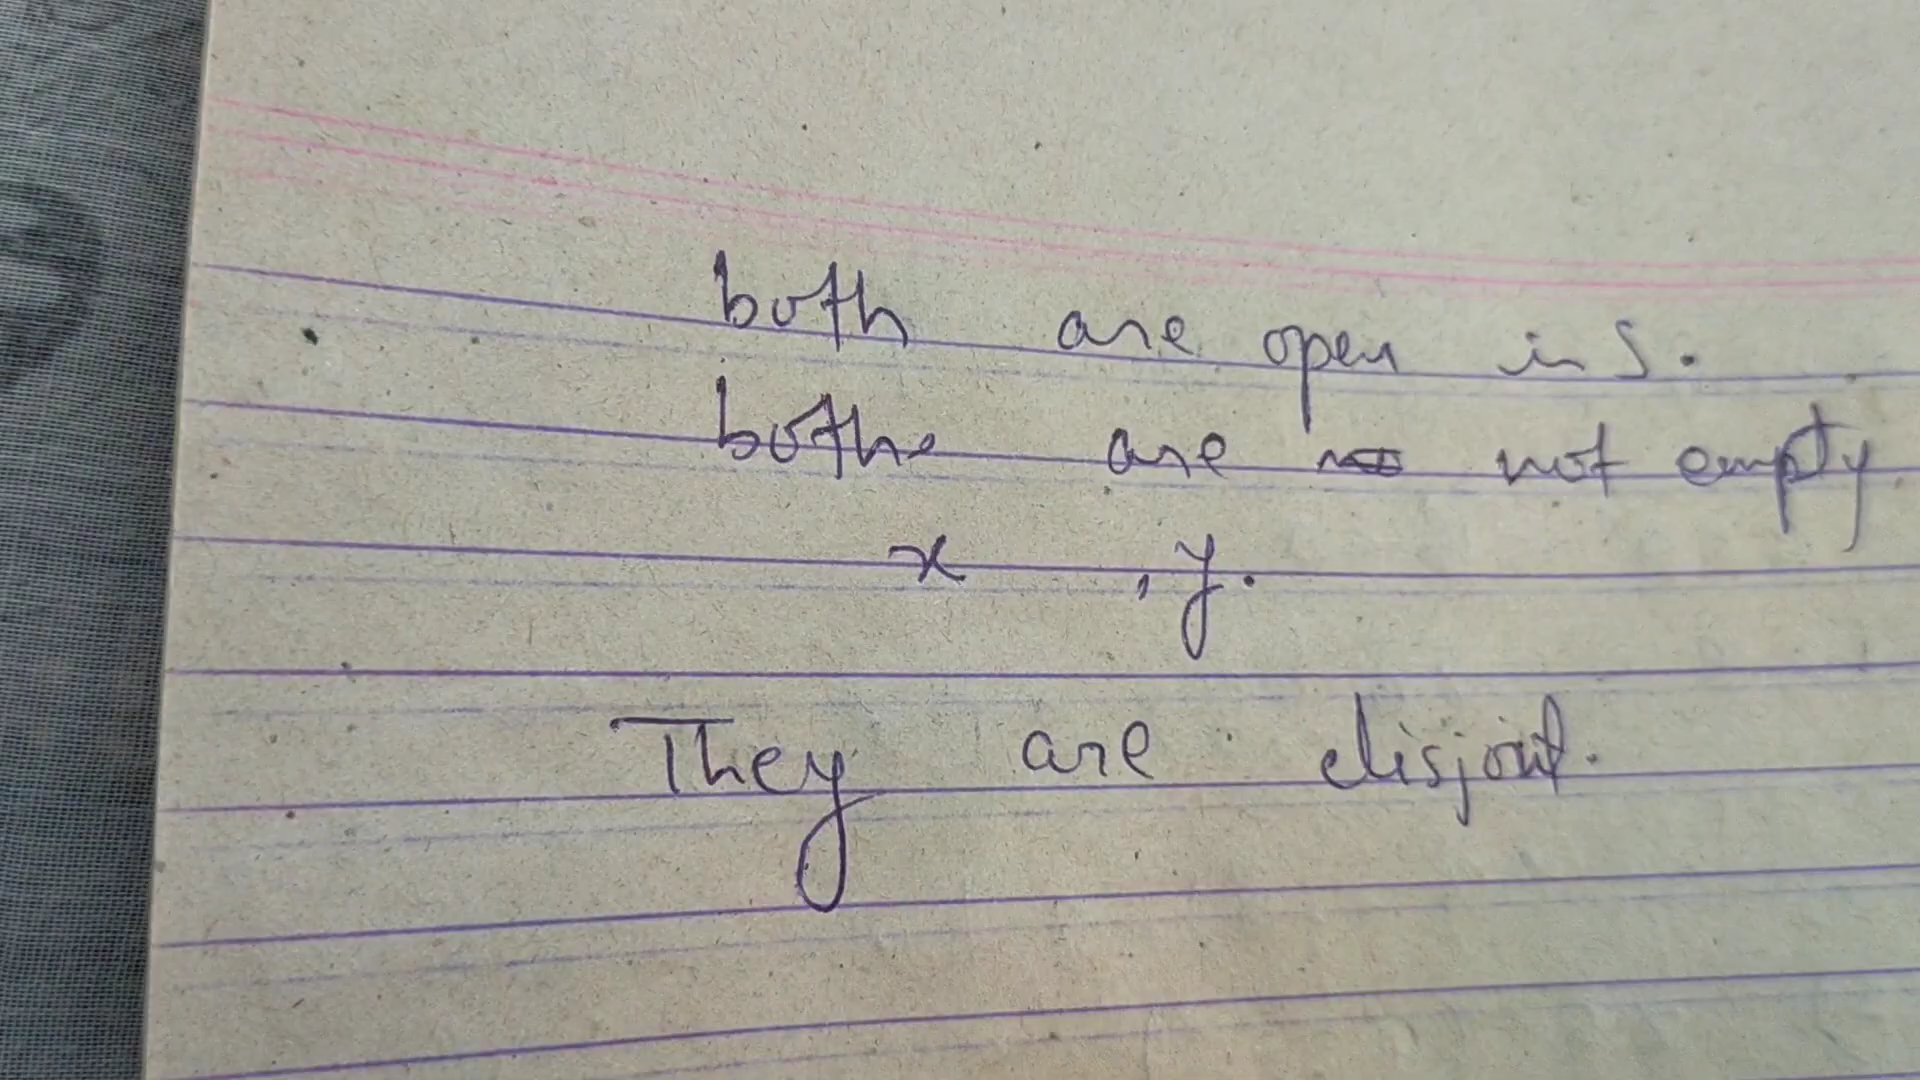 both are open in S.
bothe are not empty
x , y.
They are disjoint.